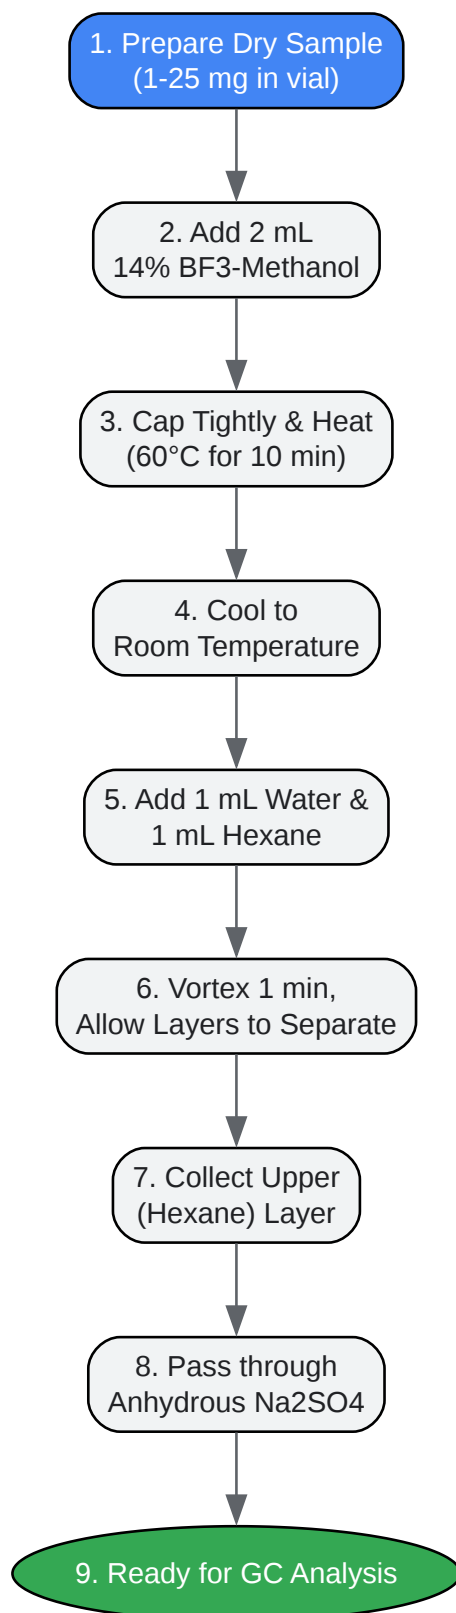 1. Prepare Dry Sample
(1-25 mg in vial)
2. Add 2 mL
14% BF3-Methanol
3. Cap Tightly & Heat
(60°C for 10 min)
4. Cool to
Room Temperature
5. Add 1 mL Water &
1 mL Hexane
6. Vortex 1 min,
Allow Layers to Separate
7. Collect Upper
(Hexane) Layer
8. Pass through
Anhydrous Na2SO4
9. Ready for GC Analysis